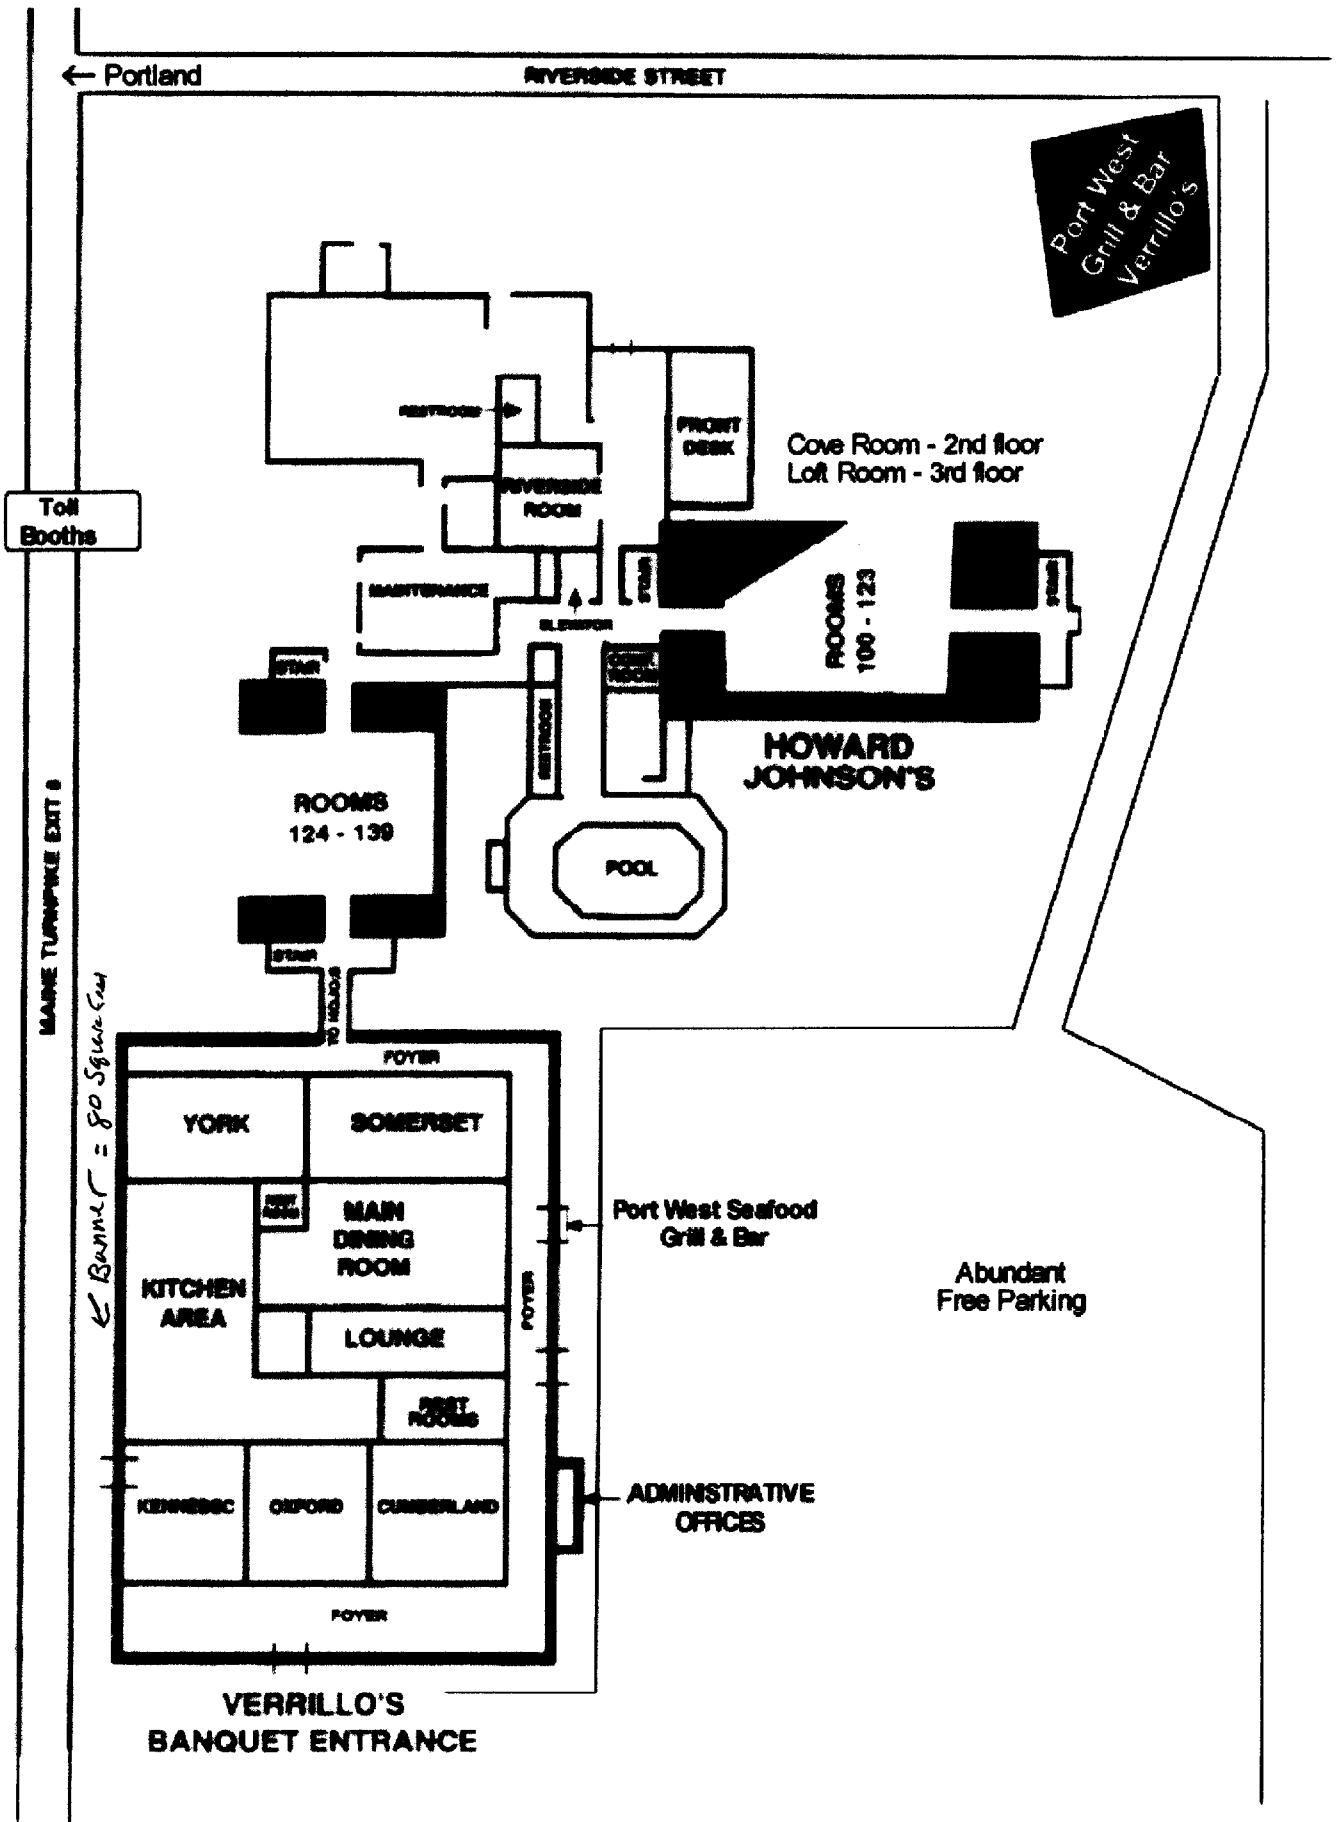 ← Portland
RIVERSIDE STREET
Port West
Grill & Bar
Verrillo's
RESTROOM
FRONT
DESK
Cove Room - 2nd floor
Loft Room - 3rd floor
RIVERSIDE
ROOM
Toll
Booths
MAINTENANCE
STAIR
ROOMS
100 - 123
STAIR
ELEVATOR
STAIR
ROOM
RESTROOM
HOWARD
JOHNSON'S
ROOMS
124 - 139
POOL
MAINE TURNPIKE EXIT 8
STAIR
TO HOJO'S
← Banner = 80 Square Feet
FOYER
YORK
SOMERSET
REST
ROOM
MAIN
DINING
ROOM
Port West Seafood
Grill & Bar
KITCHEN
AREA
FOYER
Abundant
Free Parking
LOUNGE
REST
ROOMS
KENNEBEC
OXFORD
CUMBERLAND
ADMINISTRATIVE
OFFICES
FOYER
VERRILLO'S
BANQUET ENTRANCE